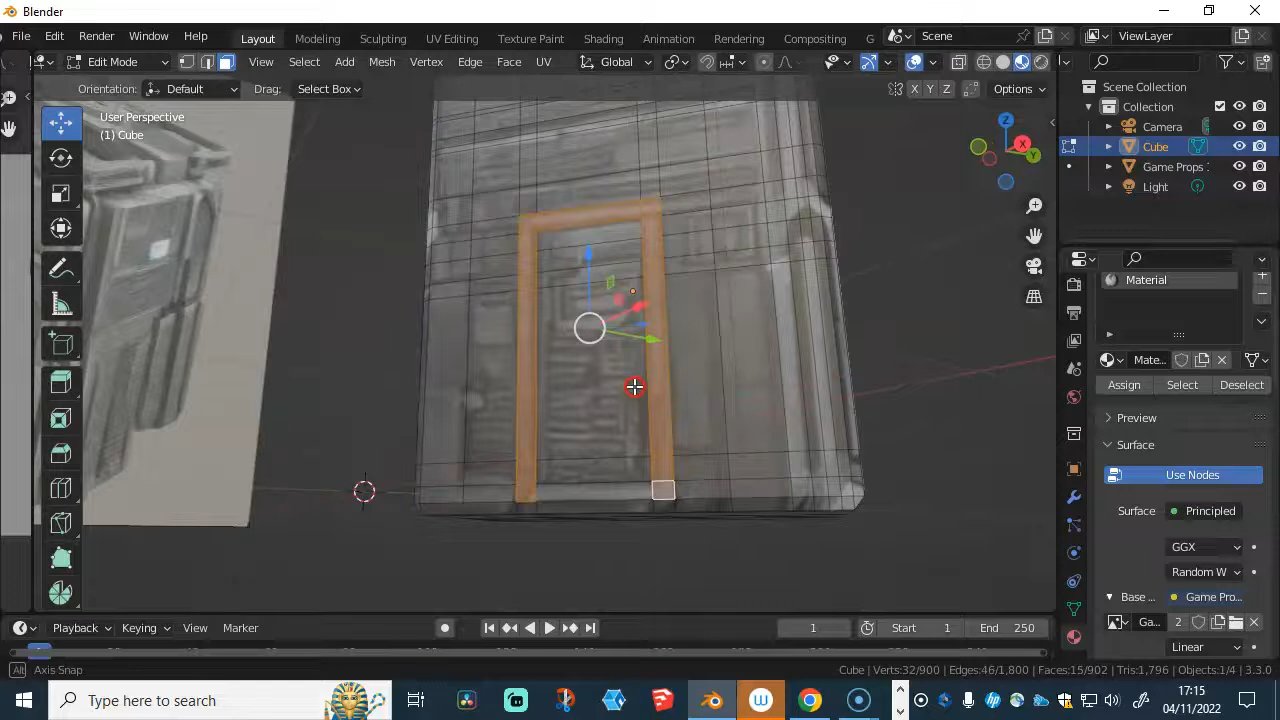 Blender
File Edit Render Window Help Layout Modeling Sculpting UV Editing Texture Paint Shading Animation Rendering Compositing G Scene ViewLayer
Edit Mode View Select Add Mesh Vertex Edge Face UV Global
Orientation: Default Drag: Select Box X Y Z Options
User Perspective
(1) Cube
Z
X
Y
Scene Collection
Collection
Camera
Cube
Game Props
Light
Material
Mate...
Assign Select Deselect
Preview
Surface
Use Nodes
Surface Principled
GGX
Random W
Base ... Game Pro...
Ga... 2
Linear
Playback Keying View Marker 1 Start 1 End 250
Alt Axis Snap Cube | Verts:32/900 | Edges:46/1,800 | Faces:15/902 | Tris:1,796 | Objects:1/4 | 3.3.0
Type here to search
17:15
04/11/2022